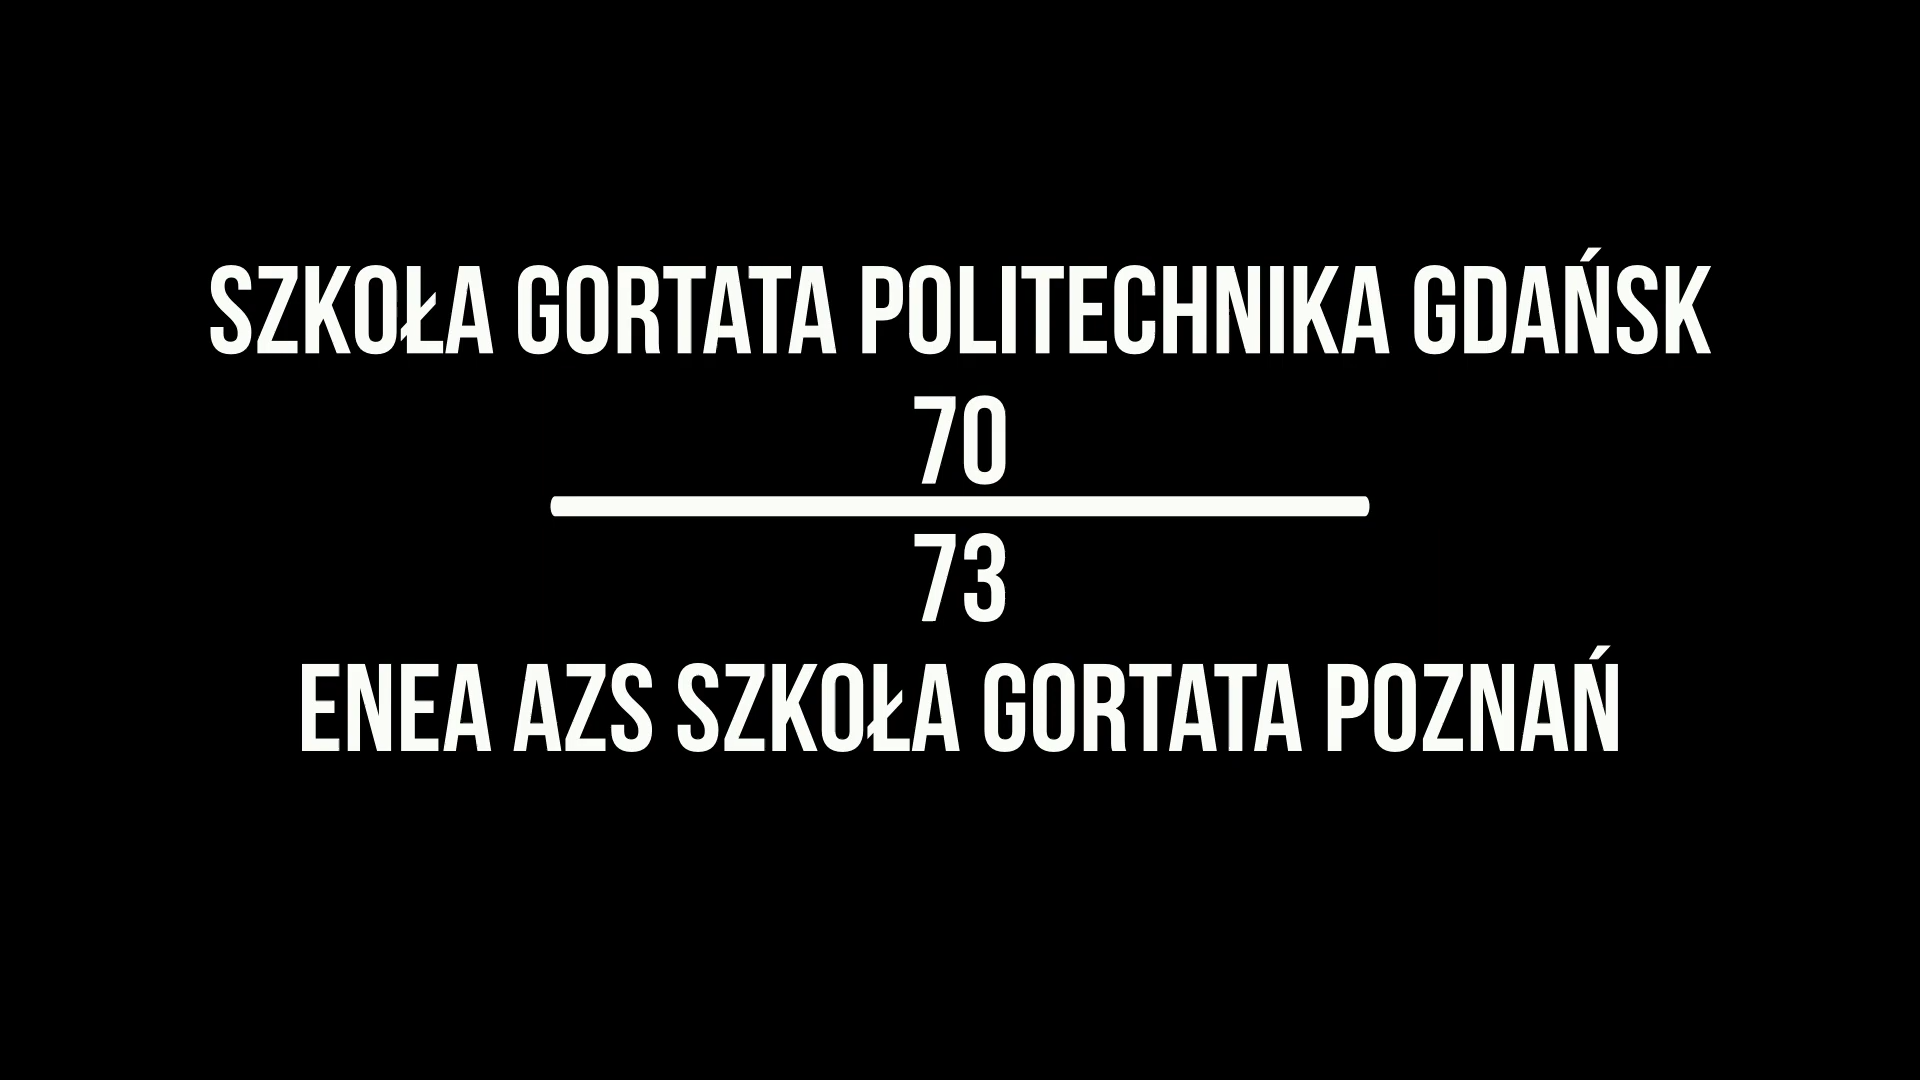 SZKOŁA GORTATA POLITECHNIKA GDAŃSK
70
73
ENEA AZS SZKOŁA GORTATA POZNAŃ